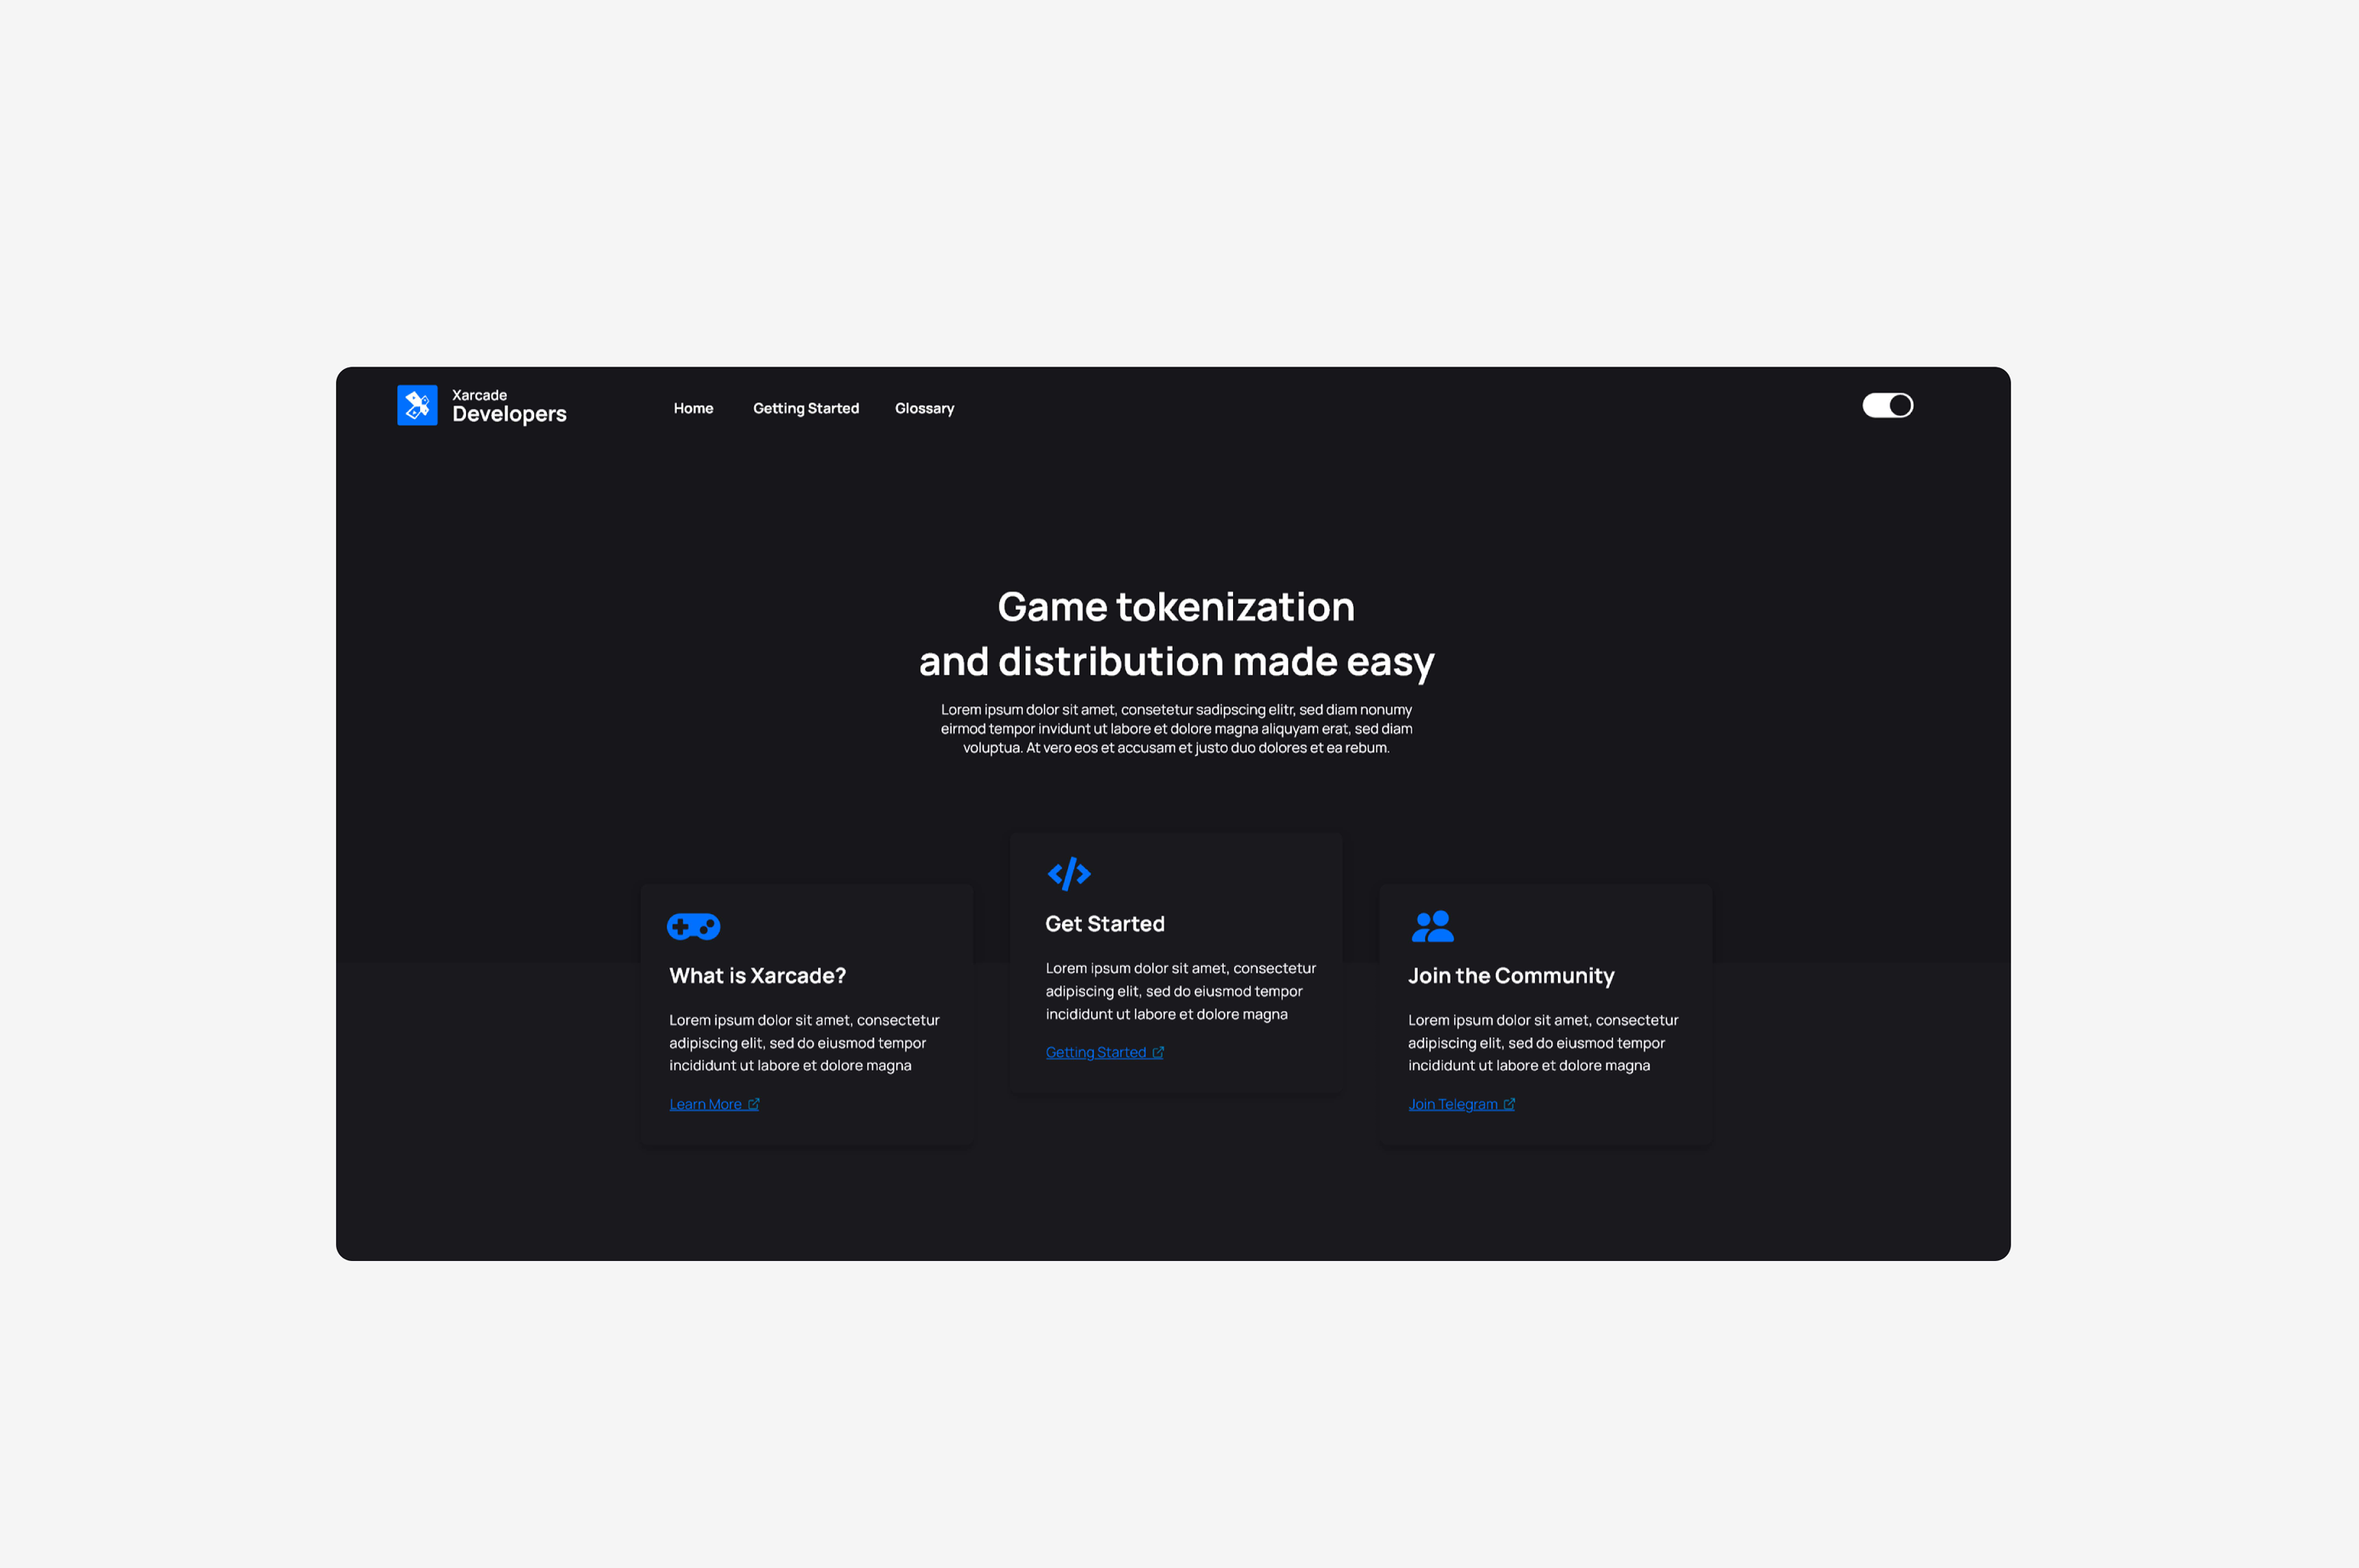 Xarcade
Developers
Home
Getting Started
Glossary
Game tokenization
and distribution made easy
Lorem ipsum dolor sit amet, consetetur sadipscing elitr, sed diam nonumy
eirmod tempor invidunt ut labore et dolore magna aliquyam erat, sed diam
voluptua. At vero eos et accusam et justo duo dolores et ea rebum.
What is Xarcade?
Lorem ipsum dolor sit amet, consectetur
adipiscing elit, sed do eiusmod tempor
incididunt ut labore et dolore magna
Learn More
Get Started
Lorem ipsum dolor sit amet, consectetur
adipiscing elit, sed do eiusmod tempor
incididunt ut labore et dolore magna
Getting Started
Join the Community
Lorem ipsum dolor sit amet, consectetur
adipiscing elit, sed do eiusmod tempor
incididunt ut labore et dolore magna
Join Telegram